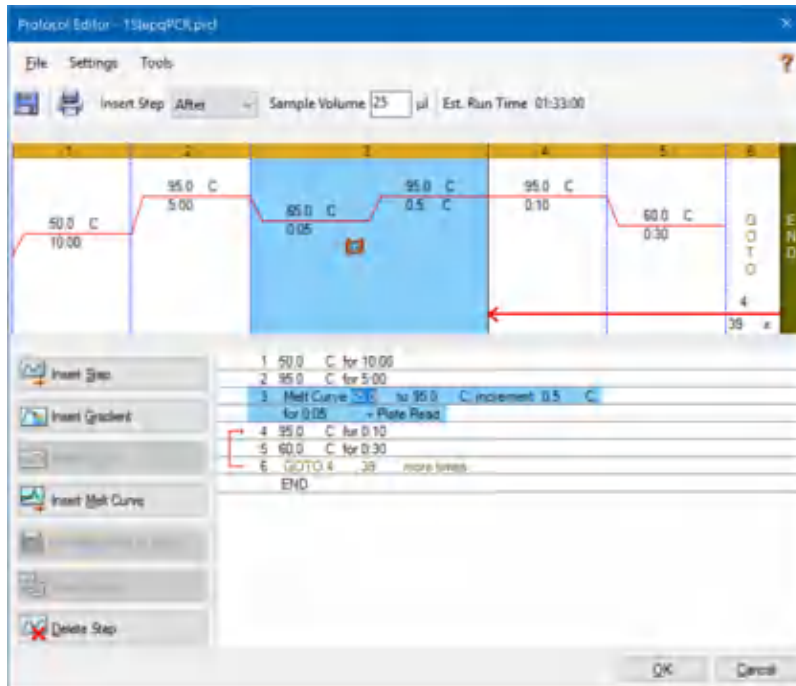 Protocol Editor - 1StepqPCR.prcl
File Settings Tools ?
Insert Step After Sample Volume 25 µl Est. Run Time 01:33:00
1 2 3 4 5 6
50.0 C
10:00
95.0 C
5:00
65.0 C
0:05
95.0 C
0.5 C
95.0 C
0:10
60.0 C
0:30
GOTO
4
39 x
END
Insert Step
Insert Gradient
Insert Melt Curve
Delete Step
1 50.0 C for 10:00
2 95.0 C for 5:00
3 Melt Curve to 95.0 C, increment 0.5 C,
for 0:05 + Plate Read
4 95.0 C for 0:10
5 60.0 C for 0:30
6 GOTO 4 39 more times
END
OK Cancel